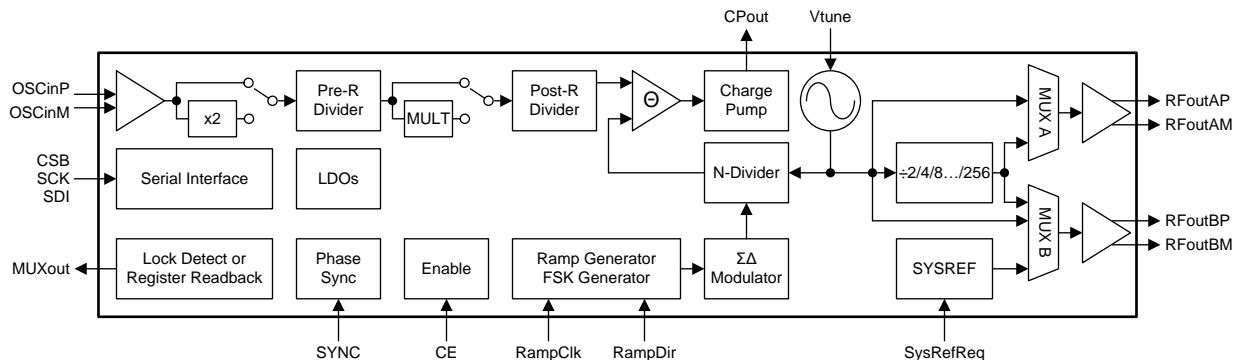 CPout
Vtune
OSCinP
OSCinM
x2
Pre-R
Divider
MULT
Post-R
Divider
Θ
Charge
Pump
MUX A
RFoutAP
RFoutAM
CSB
SCK
SDI
Serial Interface
LDOs
N-Divider
÷2/4/8…/256
MUX B
RFoutBP
RFoutBM
MUXout
Lock Detect or
Register Readback
Phase
Sync
Enable
Ramp Generator
FSK Generator
ΣΔ
Modulator
SYSREF
SYNC
CE
RampClk
RampDir
SysRefReq